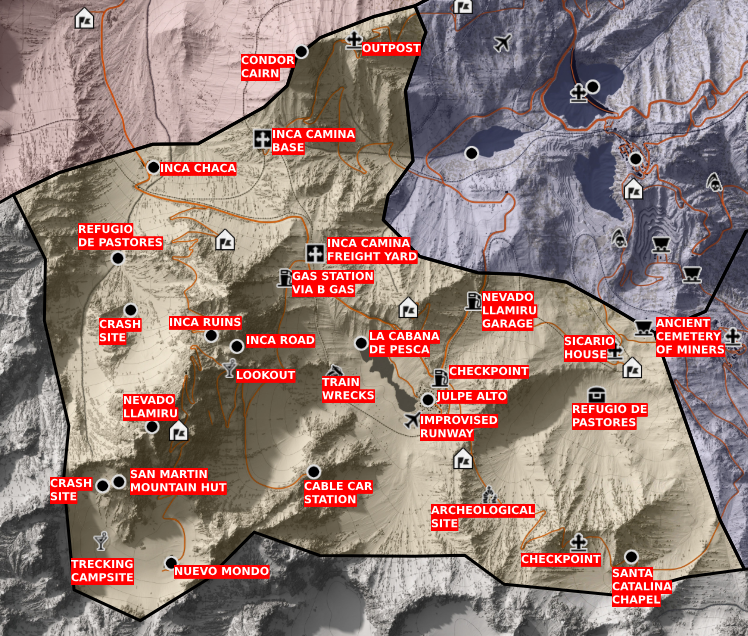 OUTPOST
CONDOR
CAIRN
INCA CAMINA
BASE
INCA CHACA
REFUGIO
DE PASTORES
INCA CAMINA
FREIGHT YARD
GAS STATION
VIA B GAS
NEVADO
LLAMIRU
GARAGE
CRASH
SITE
INCA RUINS
INCA ROAD
LA CABANA
DE PESCA
SICARIO
HOUSE
ANCIENT
CEMETERY
OF MINERS
LOOKOUT
TRAIN
WRECKS
CHECKPOINT
JULPE ALTO
NEVADO
LLAMIRU
IMPROVISED
RUNWAY
REFUGIO DE
PASTORES
CRASH
SITE
SAN MARTIN
MOUNTAIN HUT
CABLE CAR
STATION
ARCHEOLOGICAL
SITE
TRECKING
CAMPSITE
NUEVO MONDO
CHECKPOINT
SANTA
CATALINA
CHAPEL